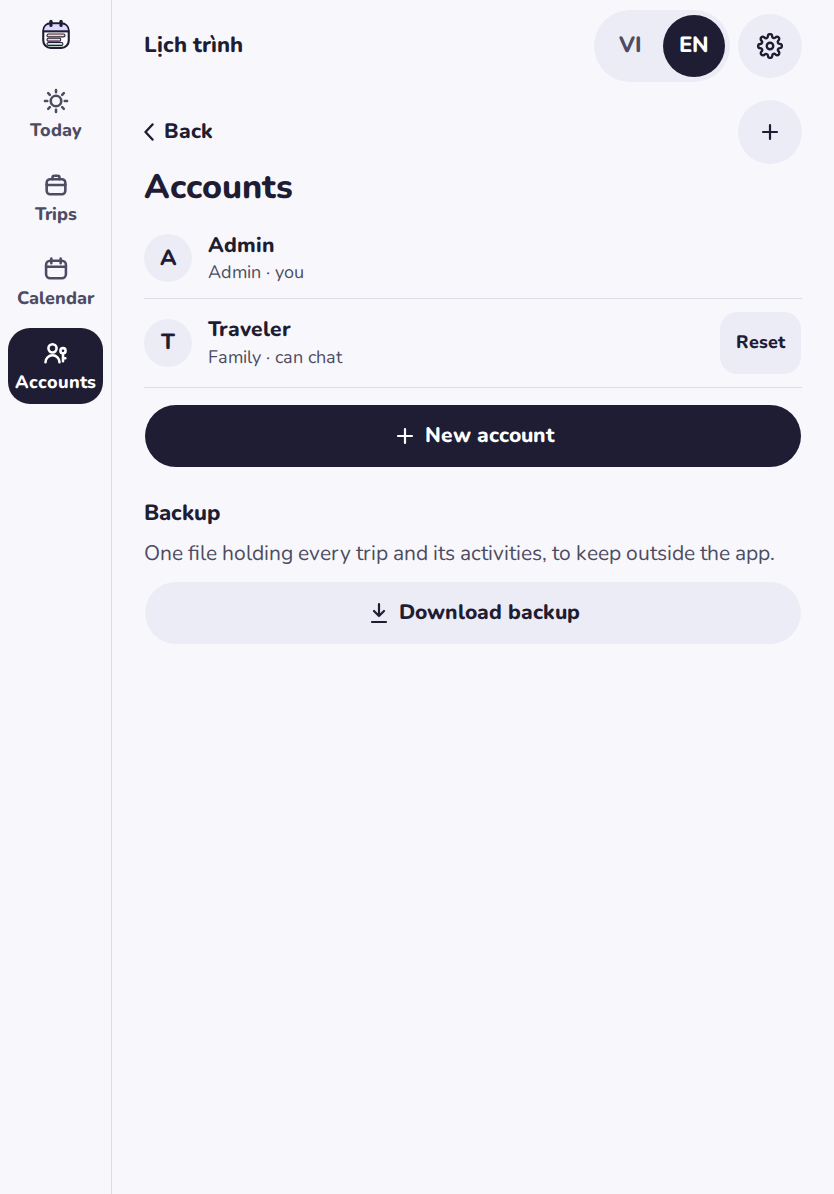 Lịch trình
VI
EN
Today
Trips
Calendar
Accounts
Back
Accounts
A
Admin
Admin · you
T
Traveler
Family · can chat
Reset
New account
Backup
One file holding every trip and its activities, to keep outside the app.
Download backup